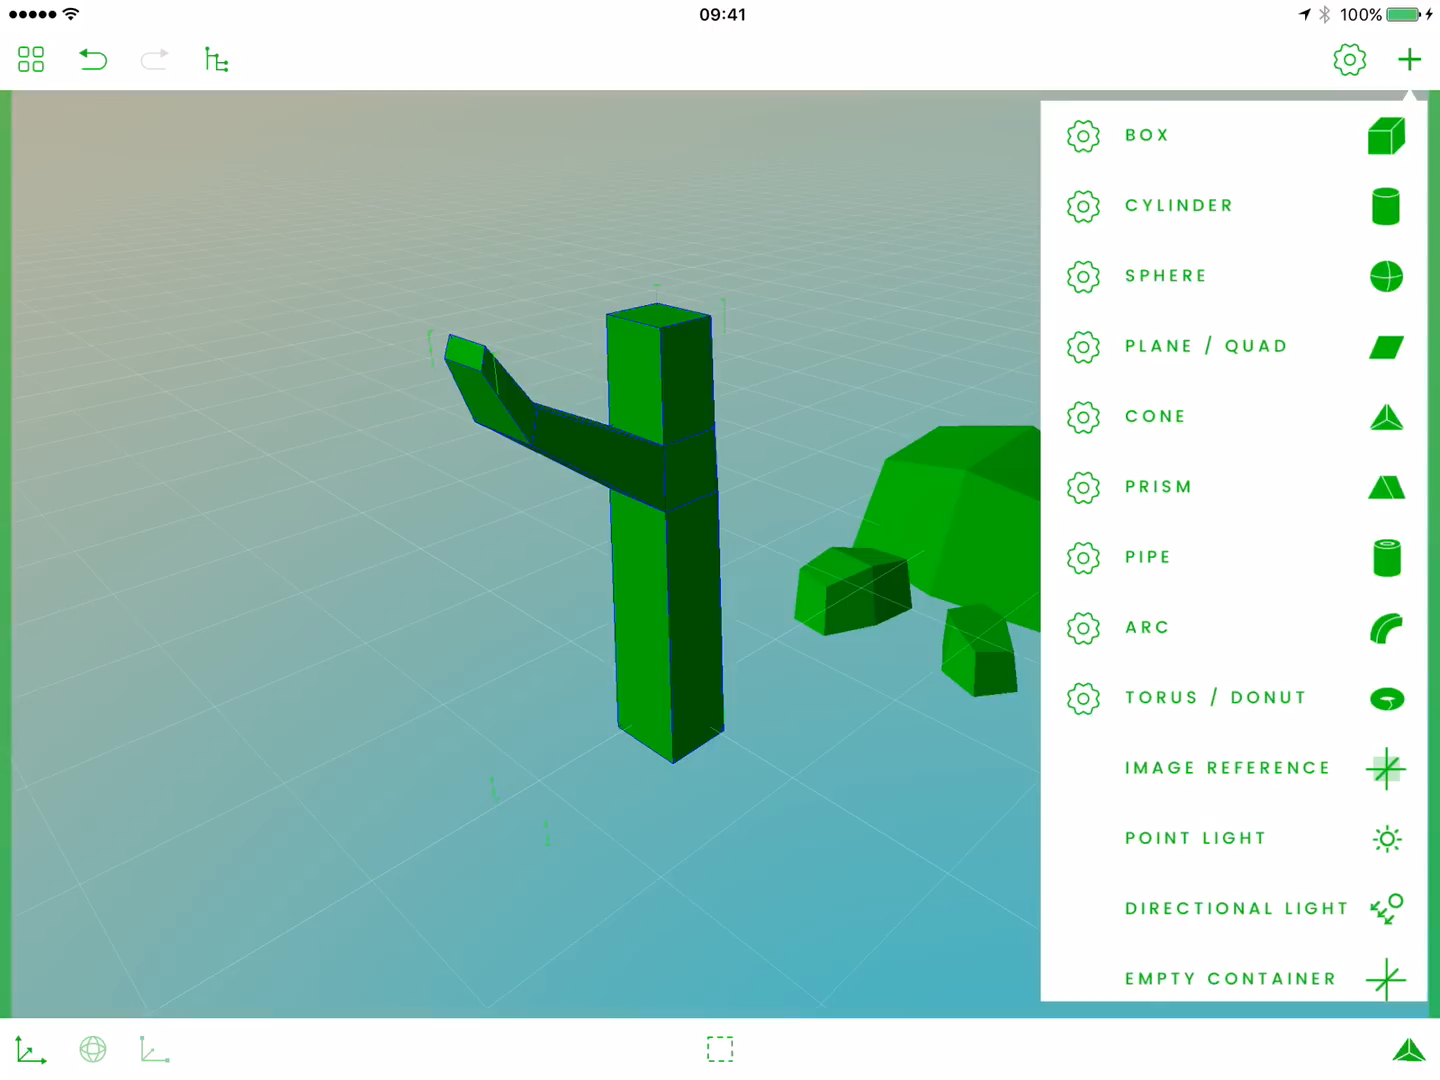 09:41
100%
BOX
CYLINDER
SPHERE
PLANE / QUAD
CONE
PRISM
PIPE
ARC
TORUS / DONUT
IMAGE REFERENCE
POINT LIGHT
DIRECTIONAL LIGHT
EMPTY CONTAINER